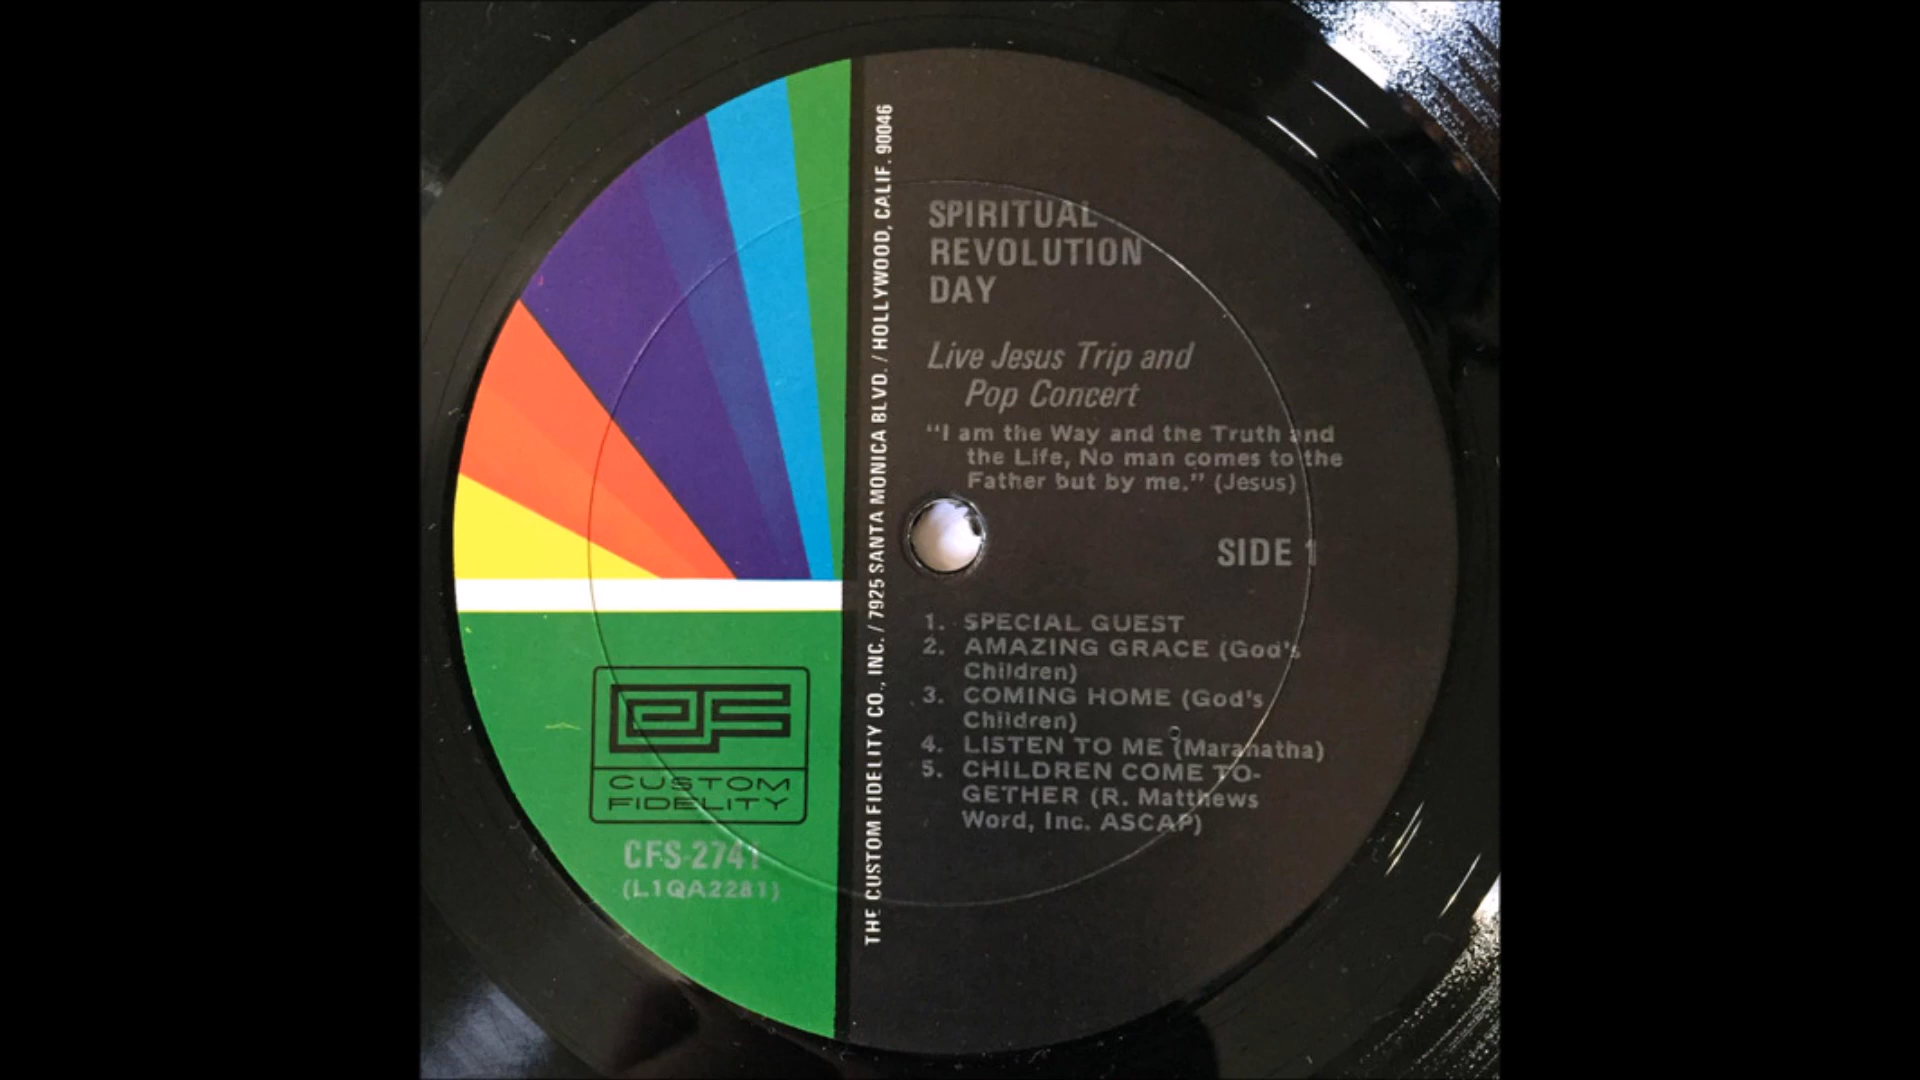 SPIRITUAL
REVOLUTION
DAY
Live Jesus Trip and
Pop Concert
"I am the Way and the Truth and
the Life, No man comes to the
Father but by me." (Jesus)
SIDE 1
1. SPECIAL GUEST
2. AMAZING GRACE (God's
Children)
3. COMING HOME (God's
Children)
4. LISTEN TO ME (Maranatha)
5. CHILDREN COME TO-
GETHER (R. Matthews
Word, Inc. ASCAP)
THE CUSTOM FIDELITY CO., INC. / 7925 SANTA MONICA BLVD. / HOLLYWOOD, CALIF. 90046
CUSTOM
FIDELITY
CFS-2741
(L1QA2281)